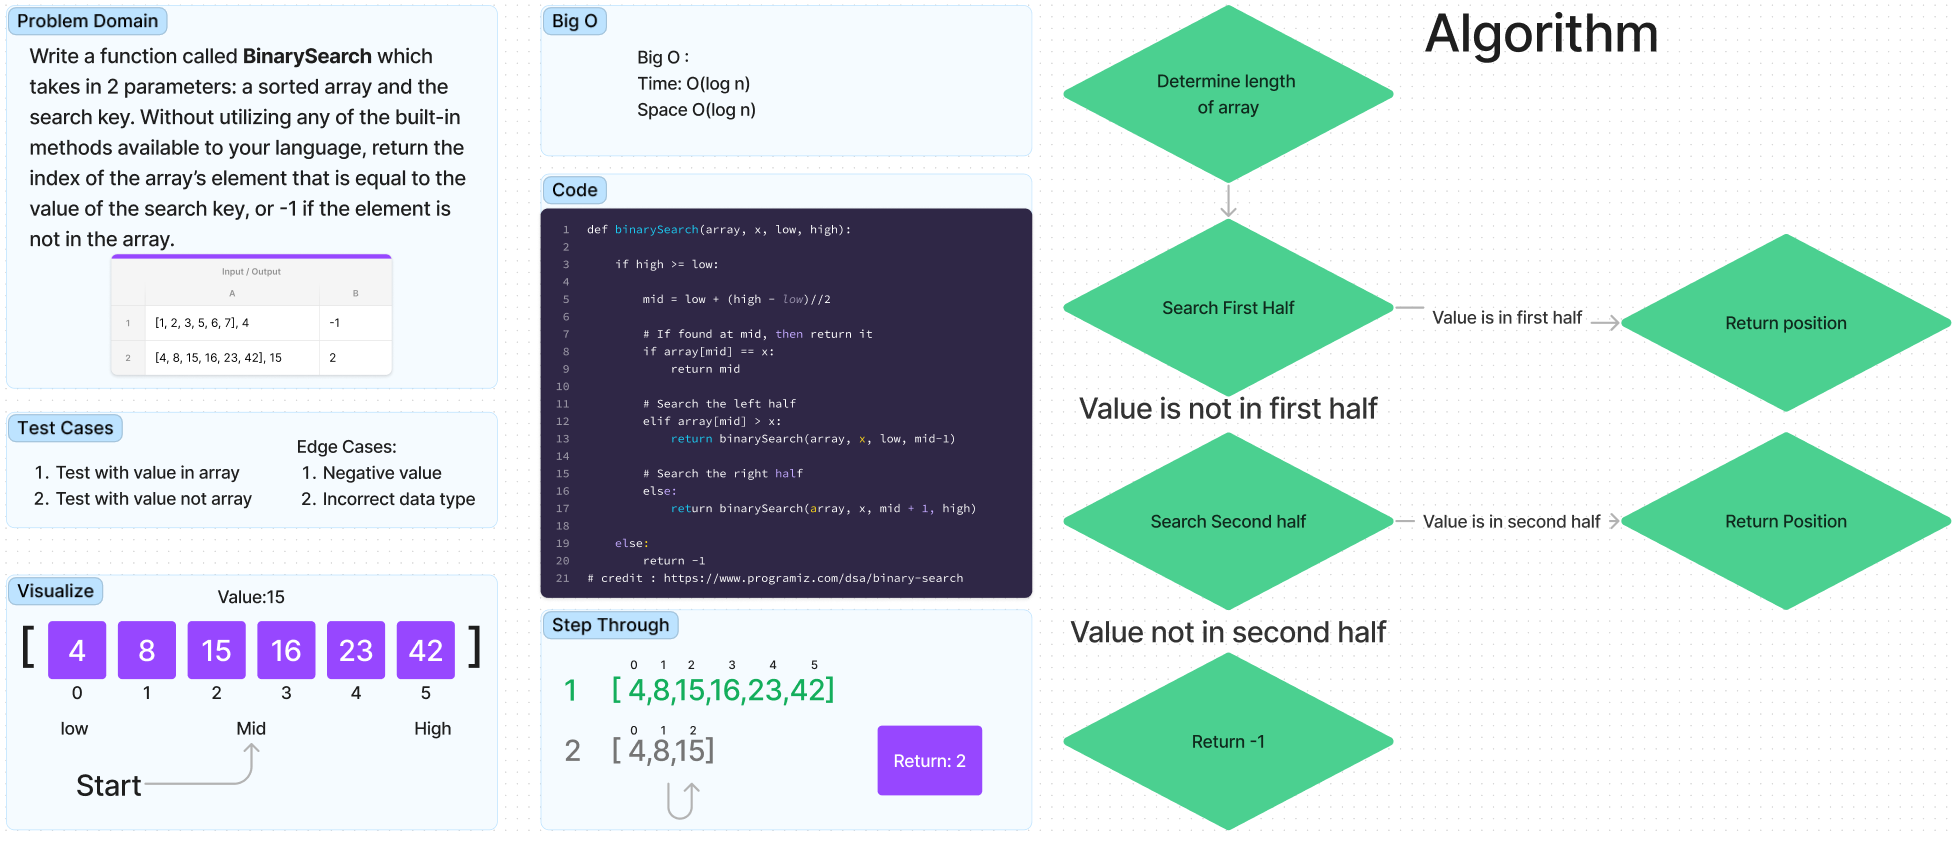 Problem Domain
Write a function called BinarySearch which
takes in 2 parameters: a sorted array and the
search key. Without utilizing any of the built-in
methods available to your language, return the
index of the array’s element that is equal to the
value of the search key, or -1 if the element is
not in the array.
Input / Output
A B
1 [1, 2, 3, 5, 6, 7], 4 -1
2 [4, 8, 15, 16, 23, 42], 15 2
Test Cases
1. Test with value in array
2. Test with value not array
Edge Cases:
1. Negative value
2. Incorrect data type
Visualize
Value:15
[ 4 8 15 16 23 42 ]
0 1 2 3 4 5
low Mid High
Start
Big O
Big O :
Time: O(log n)
Space O(log n)
Code
1 def binarySearch(array, x, low, high):
2
3 if high >= low:
4
5 mid = low + (high - low)//2
6
7 # If found at mid, then return it
8 if array[mid] == x:
9 return mid
10
11 # Search the left half
12 elif array[mid] > x:
13 return binarySearch(array, x, low, mid-1)
14
15 # Search the right half
16 else:
17 return binarySearch(array, x, mid + 1, high)
18
19 else:
20 return -1
21 # credit : https://www.programiz.com/dsa/binary-search
Step Through
0 1 2 3 4 5
1 [ 4,8,15,16,23,42]
0 1 2
2 [ 4,8,15]
Return: 2
Algorithm
Determine length
of array
Search First Half
Value is in first half
Return position
Value is not in first half
Search Second half
Value is in second half
Return Position
Value not in second half
Return -1